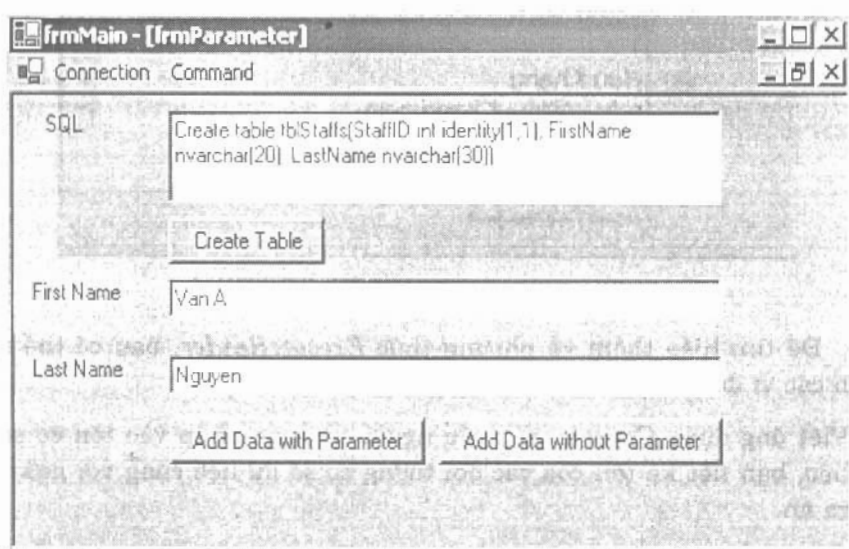 frmMain - [frmParameter]
Connection Command
SQL
Create table tblStaffs(StaffID int identity(1,1), FirstName
nvarchar(20), LastName nvarchar(30))
Create Table
First Name
Van A
Last Name
Nguyen
Add Data with Parameter
Add Data without Parameter